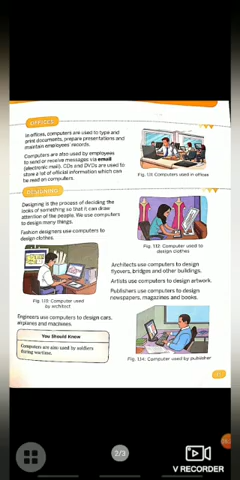 OFFICES
In offices, computers are used to type and
print documents, prepare presentations and
maintain employees' records.
Computers are also used by employees
to send or receive messages via email
(electronic mail). CDs and DVDs are used to
store a lot of official information which can
be read on computers.
Fig. 1.11: Computers used in offices
DESIGNING
Designing is the process of deciding the
looks of something so that it can draw
attention of the people. We use computers
to design many things.
Fashion designers use computers to
design clothes.
Fig. 1.12: Computer used to
design clothes
Fig. 1.13: Computer used
by architect
Architects use computers to design
flyovers, bridges and other buildings.
Artists use computers to design artwork.
Publishers use computers to design
newspapers, magazines and books.
Engineers use computers to design cars,
airplanes and machines.
You Should Know
Computers are also used by soldiers
during wartime.
Fig. 1.14: Computer used by publisher
2/3
V RECORDER